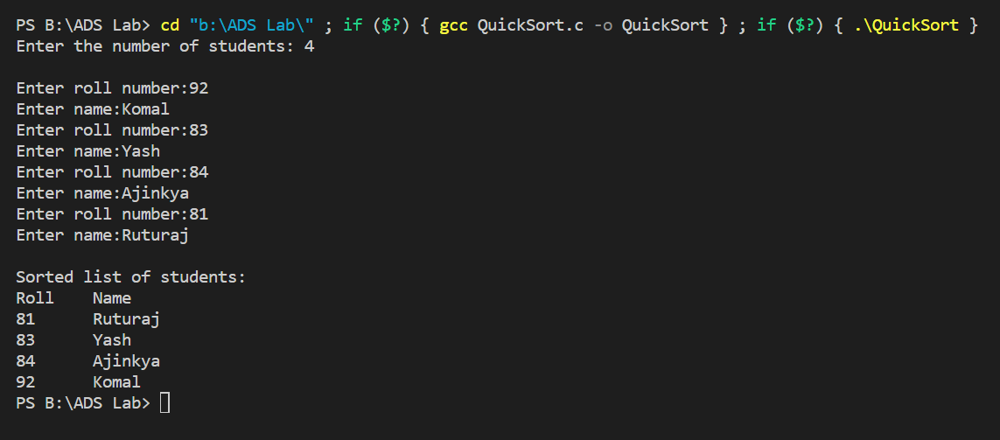 PS B:\ADS Lab> cd "b:\ADS Lab\" ; if ($?) { gcc QuickSort.c -o QuickSort } ; if ($?) { .\QuickSort }
Enter the number of students: 4
Enter roll number:92
Enter name:Komal
Enter roll number:83
Enter name:Yash
Enter roll number:84
Enter name:Ajinkya
Enter roll number:81
Enter name:Ruturaj
Sorted list of students:
Roll    Name
81      Ruturaj
83      Yash
84      Ajinkya
92      Komal
PS B:\ADS Lab>